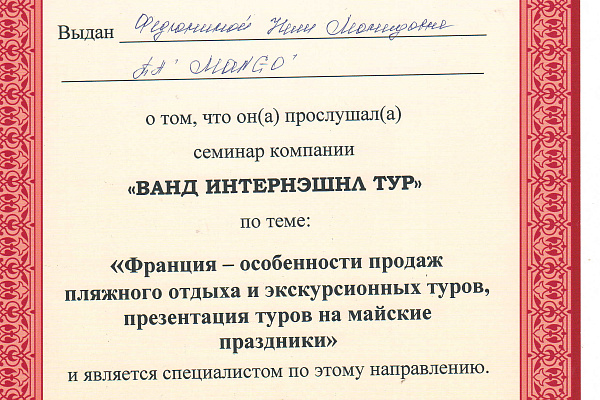 Выдан Федюниной Нине
ТА "MANGO"
о том, что он(а) прослушал(а)
семинар компании
«ВАНД ИНТЕРНЭШНЛ ТУР»
по теме:
«Франция – особенности продаж
пляжного отдыха и экскурсионных туров,
презентация туров на майские
праздники»
и является специалистом по этому направлению.